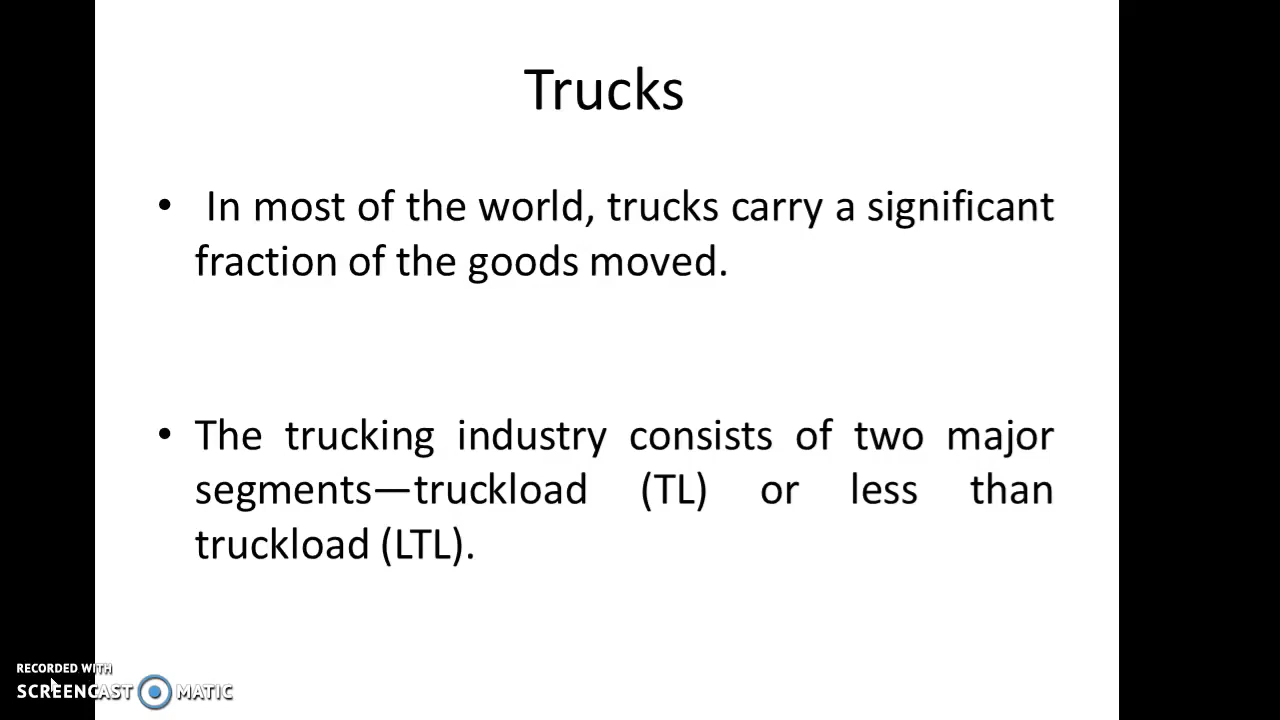 Trucks
• In most of the world, trucks carry a significant
fraction of the goods moved.
• The trucking industry consists of two major
segments—truckload (TL) or less than
truckload (LTL).
RECORDED WITH
SCREENCAST MATIC